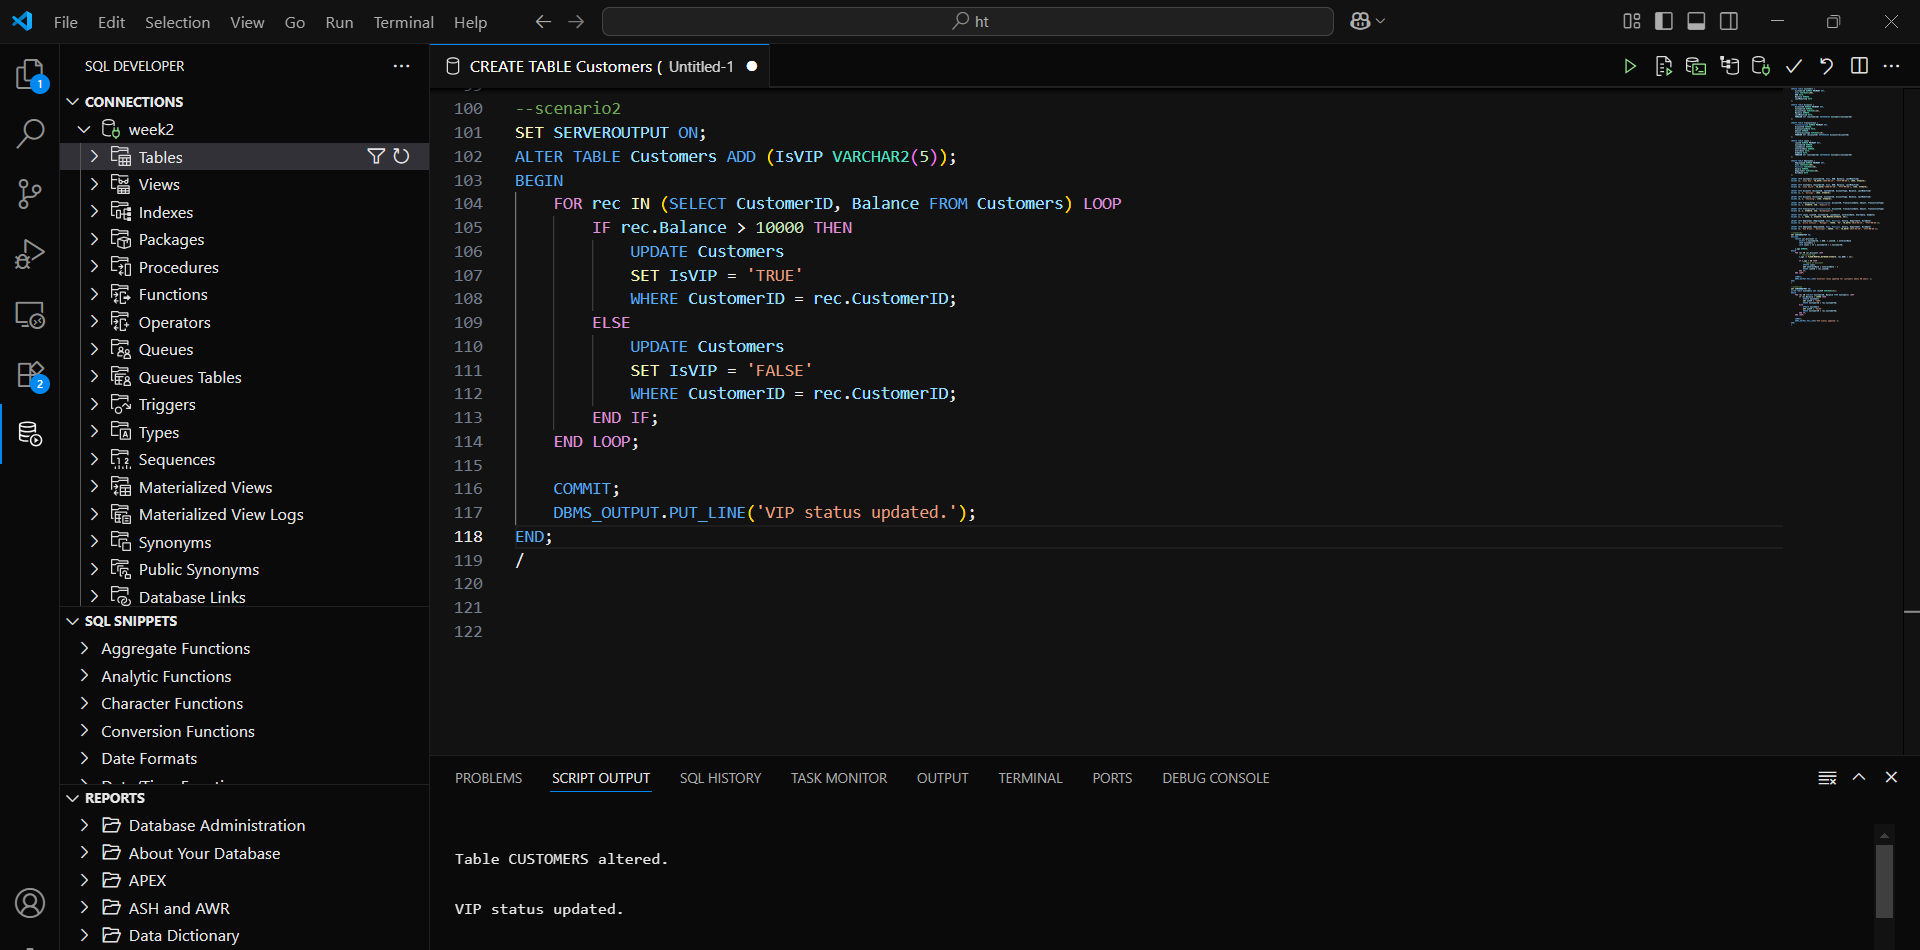 File Edit Selection View Go Run Terminal Help
ht
SQL DEVELOPER
CONNECTIONS
week2
Tables
Views
Indexes
Packages
Procedures
Functions
Operators
Queues
Queues Tables
Triggers
Types
Sequences
Materialized Views
Materialized View Logs
Synonyms
Public Synonyms
Database Links
SQL SNIPPETS
Aggregate Functions
Analytic Functions
Character Functions
Conversion Functions
Date Formats
REPORTS
Database Administration
About Your Database
APEX
ASH and AWR
Data Dictionary
1
2
CREATE TABLE Customers ( Untitled-1
100 --scenario2
101 SET SERVEROUTPUT ON;
102 ALTER TABLE Customers ADD (IsVIP VARCHAR2(5));
103 BEGIN
104 FOR rec IN (SELECT CustomerID, Balance FROM Customers) LOOP
105 IF rec.Balance > 10000 THEN
106 UPDATE Customers
107 SET IsVIP = 'TRUE'
108 WHERE CustomerID = rec.CustomerID;
109 ELSE
110 UPDATE Customers
111 SET IsVIP = 'FALSE'
112 WHERE CustomerID = rec.CustomerID;
113 END IF;
114 END LOOP;
115
116 COMMIT;
117 DBMS_OUTPUT.PUT_LINE('VIP status updated.');
118 END;
119 /
120
121
122
PROBLEMS SCRIPT OUTPUT SQL HISTORY TASK MONITOR OUTPUT TERMINAL PORTS DEBUG CONSOLE
Table CUSTOMERS altered.
VIP status updated.